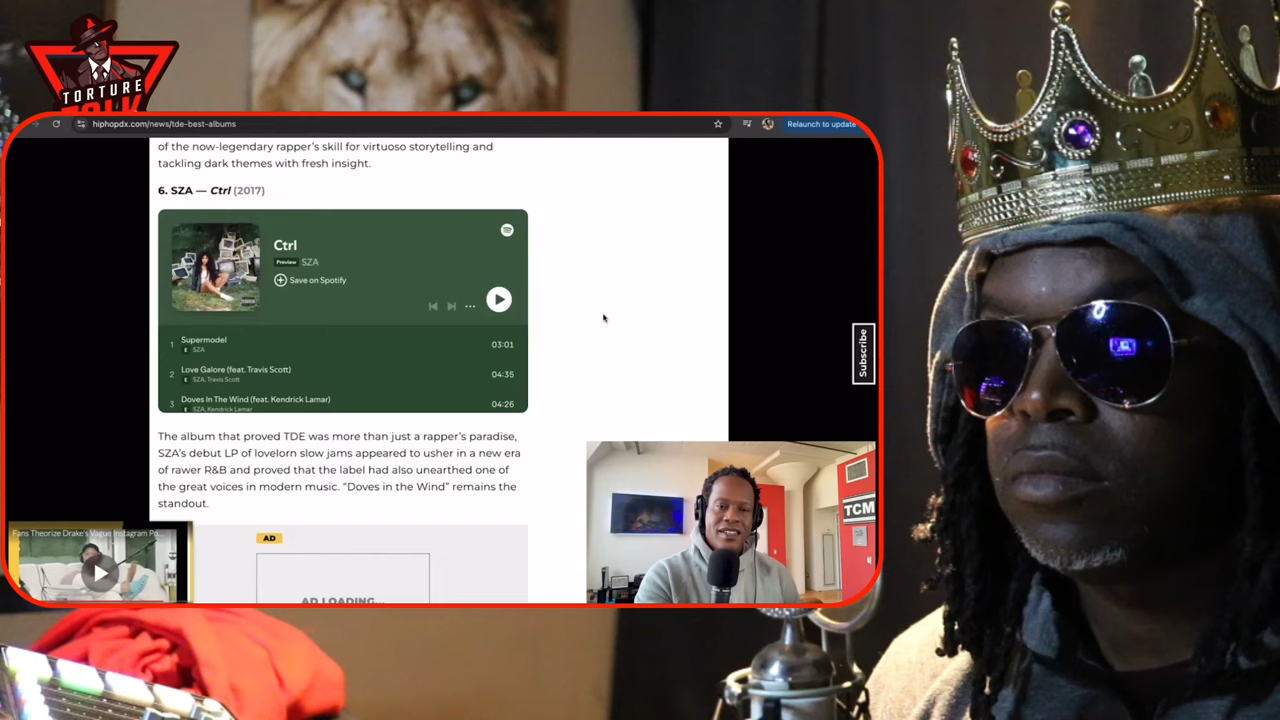 TORTURE
TALK
hiphopdx.com/news/tde-best-albums
Relaunch to update
of the now-legendary rapper's skill for virtuoso storytelling and
tackling dark themes with fresh insight.
6. SZA — Ctrl (2017)
Ctrl
Preview SZA
Save on Spotify
1 Supermodel 03:01
E SZA
2 Love Galore (feat. Travis Scott) 04:35
E SZA, Travis Scott
3 Doves In The Wind (feat. Kendrick Lamar) 04:26
E SZA, Kendrick Lamar
The album that proved TDE was more than just a rapper's paradise,
SZA's debut LP of lovelorn slow jams appeared to usher in a new era
of rawer R&B and proved that the label had also unearthed one of
the great voices in modern music. “Doves in the Wind” remains the
standout.
Subscribe
Fans Theorize Drake's Vague Instagram Po...
AD
AD LOADING...
TCM